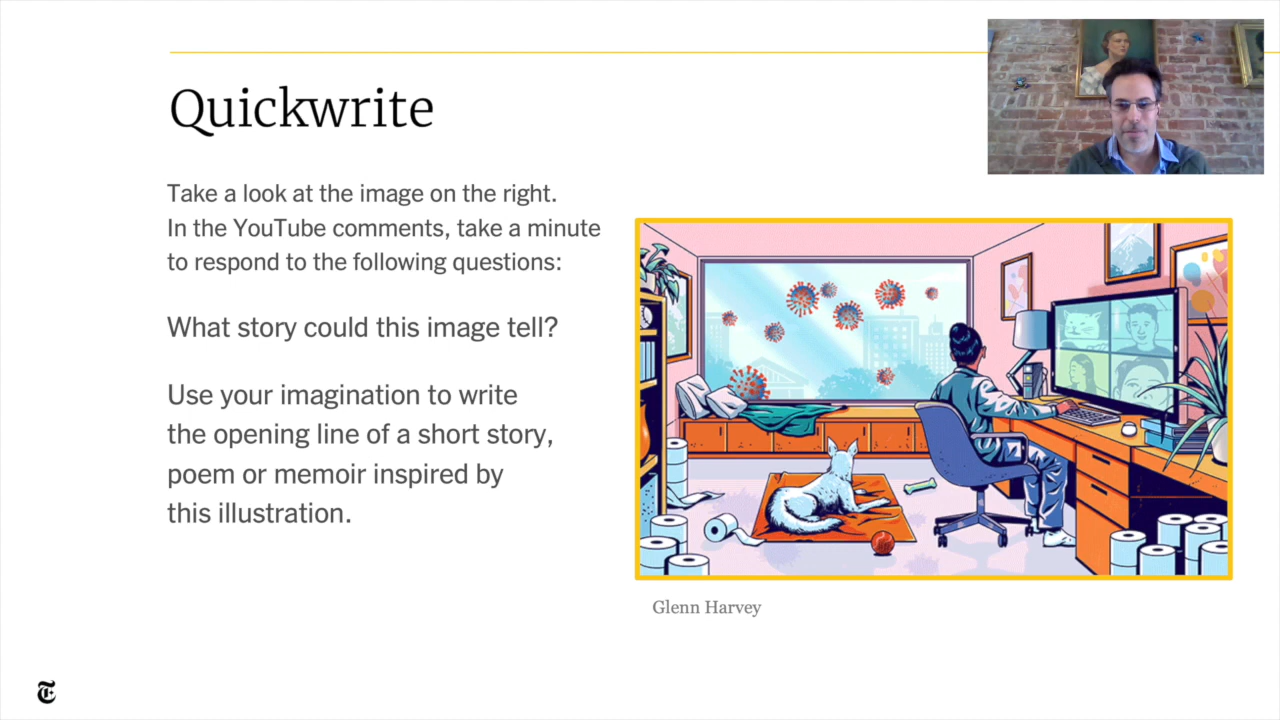 Quickwrite
Take a look at the image on the right.
In the YouTube comments, take a minute
to respond to the following questions:
What story could this image tell?
Use your imagination to write
the opening line of a short story,
poem or memoir inspired by
this illustration.
Glenn Harvey
T